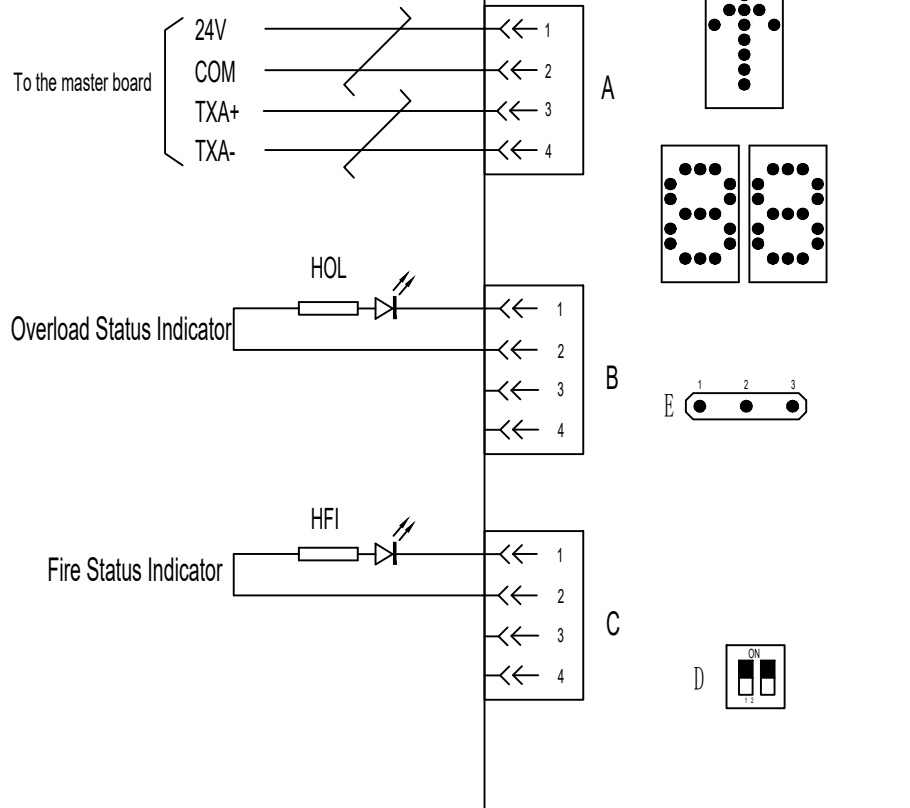 24V 1
To the master board COM 2 A
TXA+ 3
TXA- 4
88
HOL
Overload Status Indicator 1
2 B
3
4
1 2 3
E
HFI
Fire Status Indicator 1
2 C
3
4
ON
D
1 2